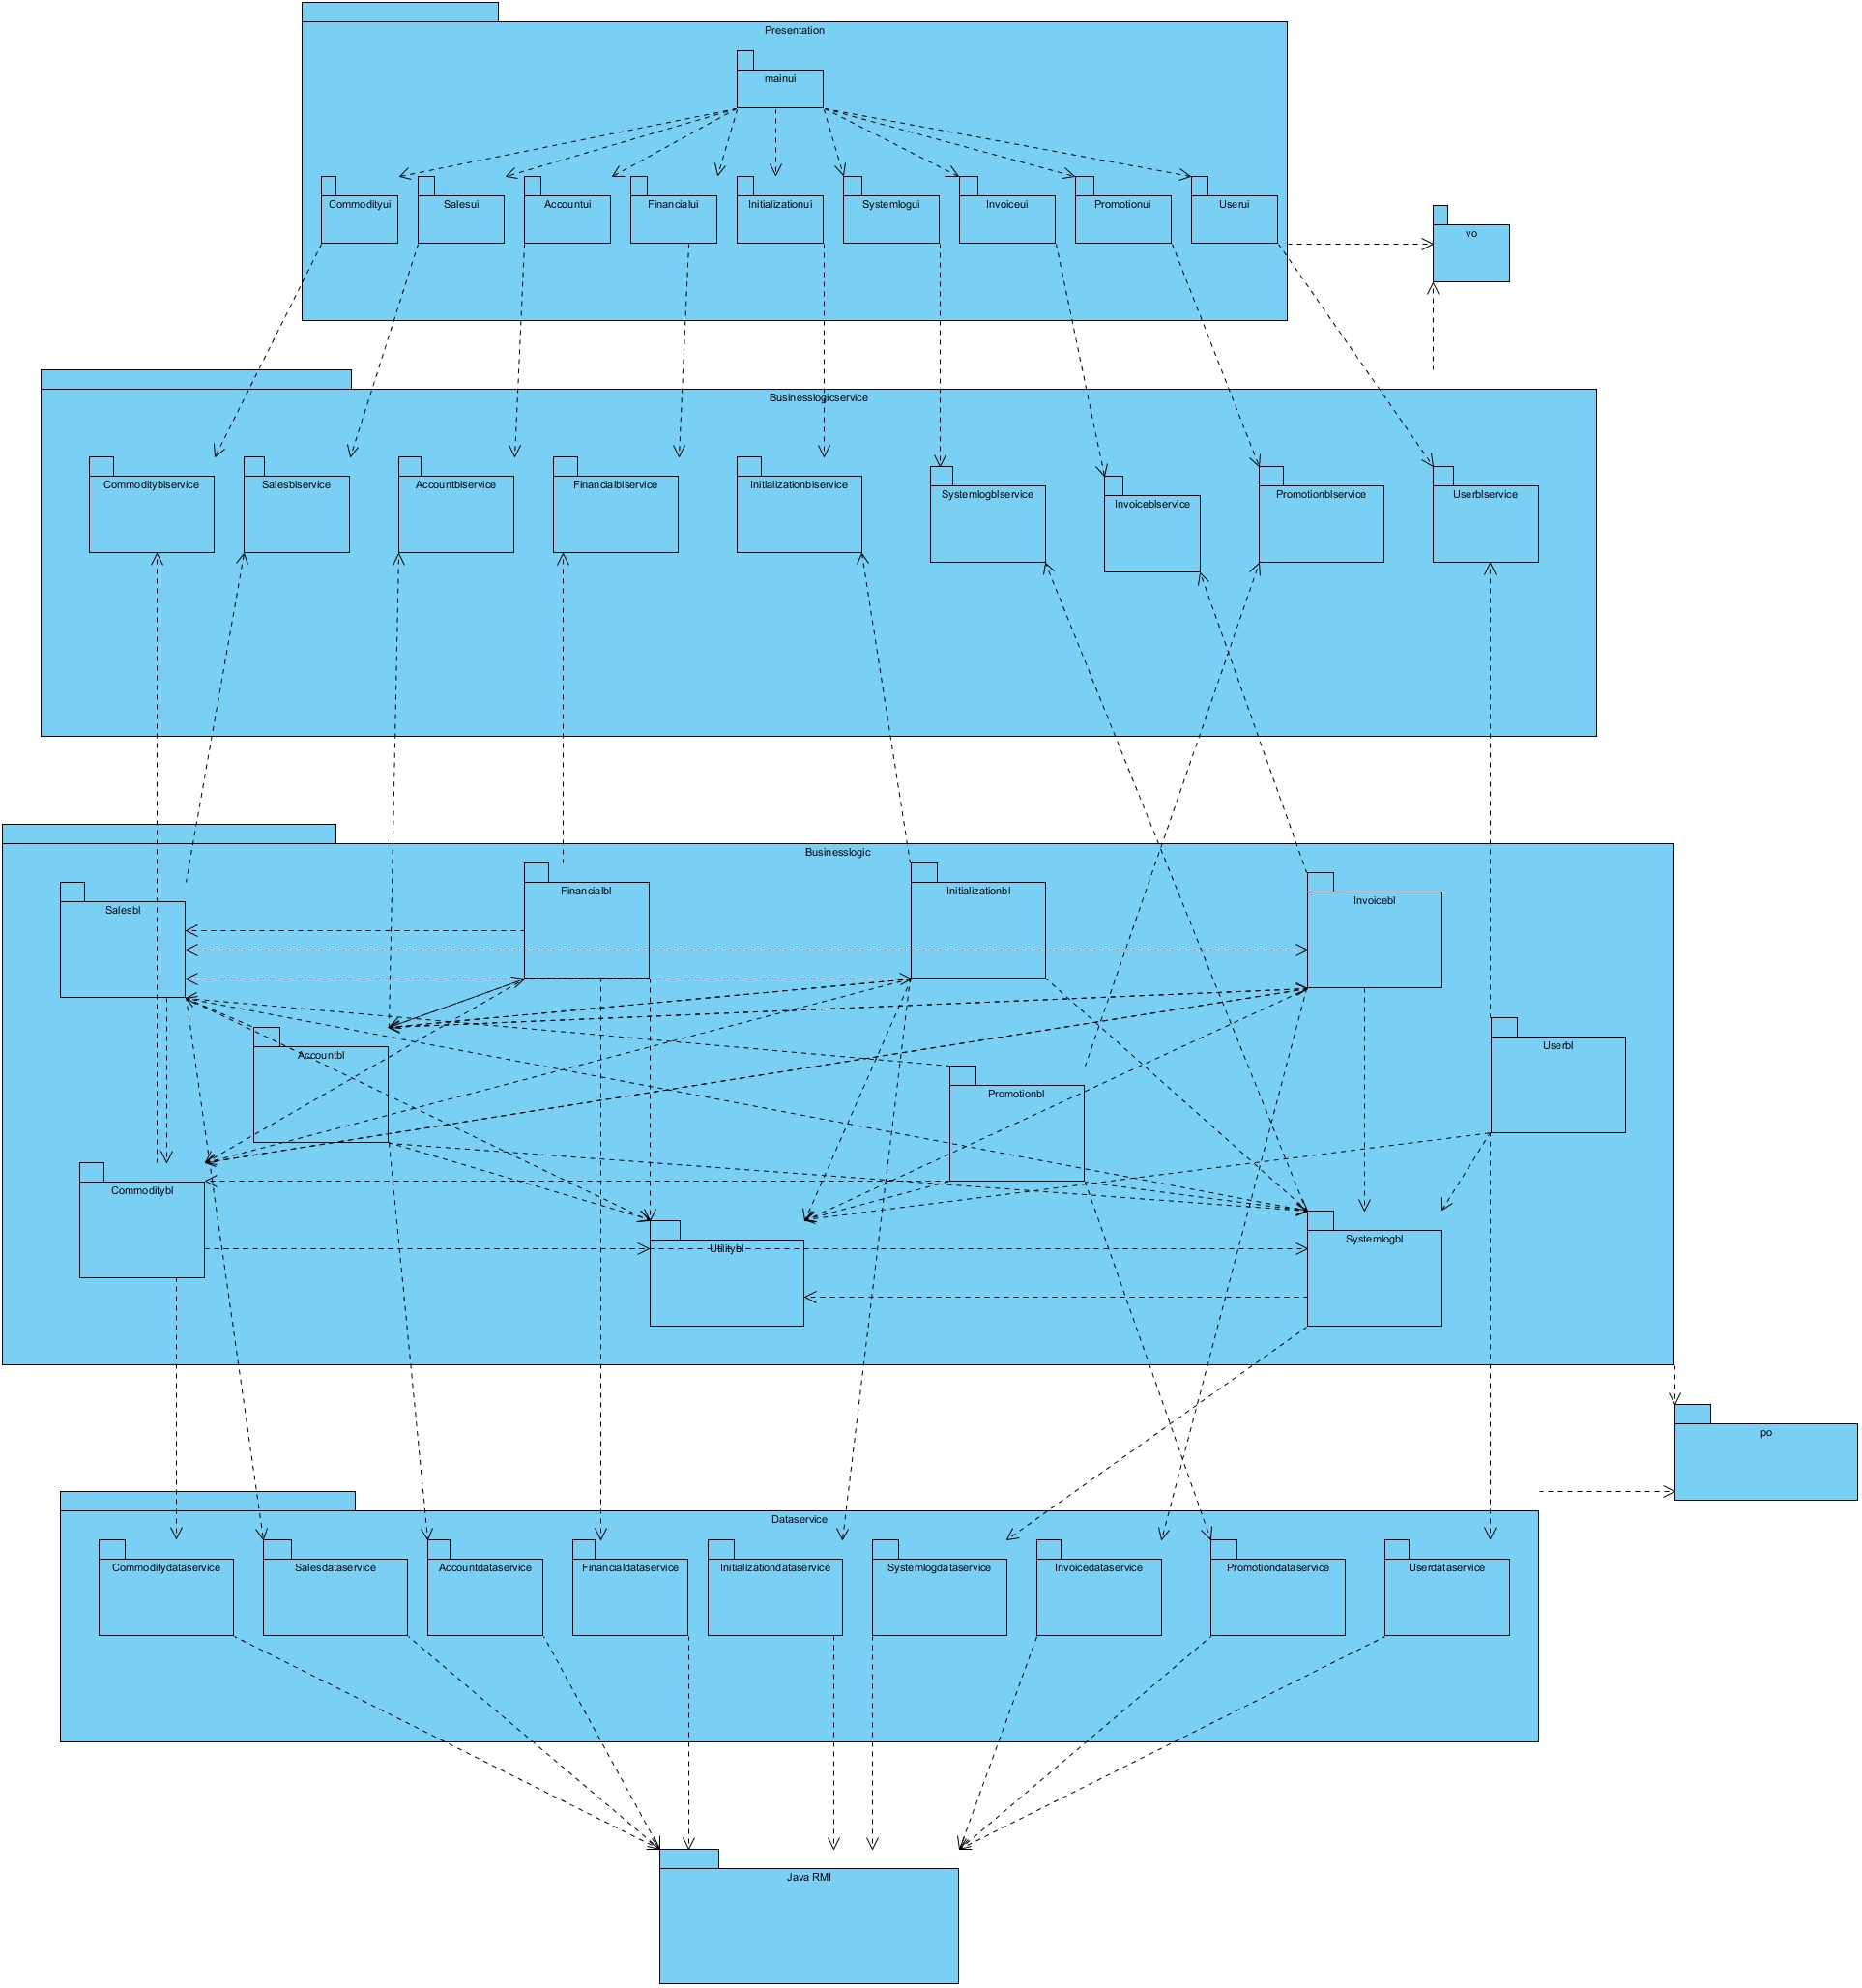 Presentation
mainui
Commodityui
Salesui
Accountui
Financialui
Initializationui
Systemlogui
Invoiceui
Promotionui
Userui
vo
Businesslogicservice
Commodityblservice
Salesblservice
Accountblservice
Financialblservice
Initializationblservice
Systemlogblservice
Invoiceblservice
Promotionblservice
Userblservice
Businesslogic
Salesbl
Financialbl
Initializationbl
Invoicebl
Accountbl
Promotionbl
Userbl
Commoditybl
Utilitybl
Systemlogbl
po
Dataservice
Commoditydataservice
Salesdataservice
Accountdataservice
Financialdataservice
Initializationdataservice
Systemlogdataservice
Invoicedataservice
Promotiondataservice
Userdataservice
Java RMI